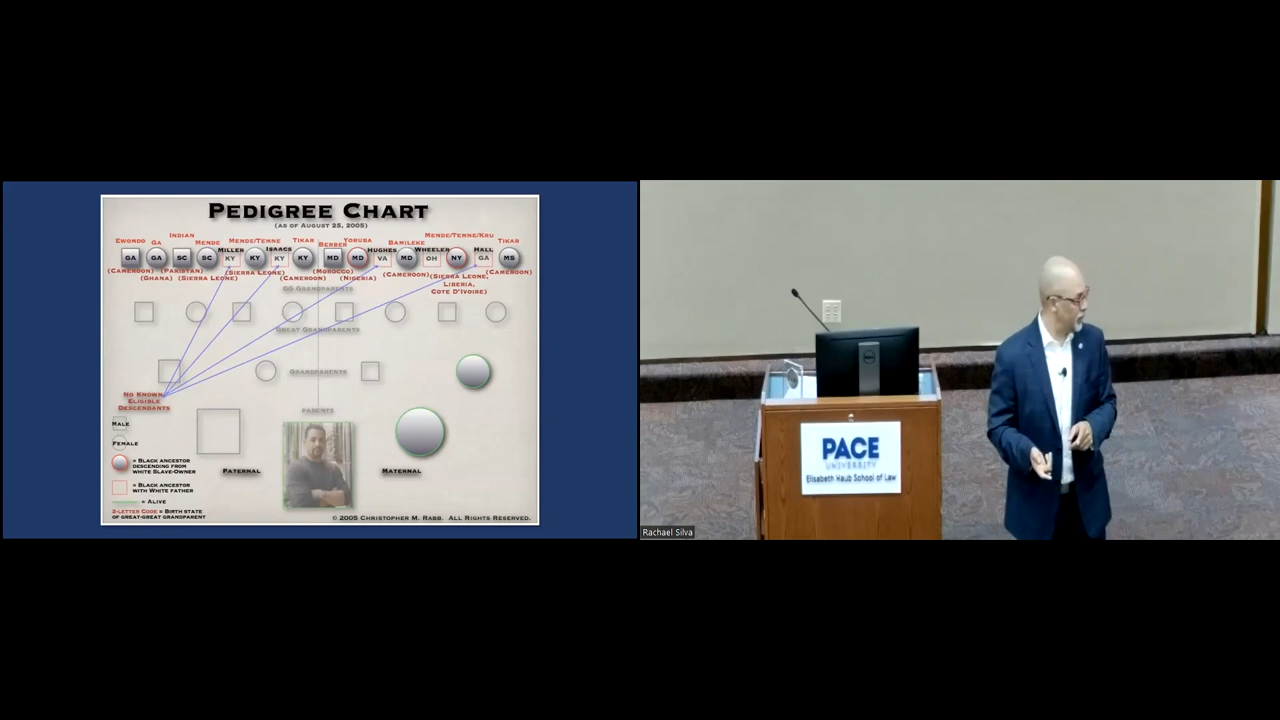 PEDIGREE CHART
(AS OF AUGUST 25, 2005)
EWONDO GA INDIAN MENDE MENDE/TEMNE TIKAR BERBER YORUBA BAMILEKE MENDE/TEMNE/KRU TIKAR
MILLER ISAACS HUGHES WHEELER HALL
GA GA SC SC KY KY KY KY MD MD VA MD OH NY GA MS
(CAMEROON) (GHANA) (PAKISTAN) (SIERRA LEONE) (SIERRA LEONE) (CAMEROON) (MOROCCO) (NIGERIA) (CAMEROON) (SIERRA LEONE, LIBERIA, COTE D'IVOIRE) (CAMEROON)
GG GRANDPARENTS
GREAT GRANDPARENTS
GRANDPARENTS
NO KNOWN
ELIGIBLE
DESCENDANTS
PARENTS
MALE
FEMALE
= BLACK ANCESTOR
DESCENDING FROM
WHITE SLAVE-OWNER
PATERNAL
MATERNAL
= BLACK ANCESTOR
WITH WHITE FATHER
= ALIVE
2-LETTER CODE = BIRTH STATE
OF GREAT-GREAT GRANDPARENT
© 2005 CHRISTOPHER M. RABB. ALL RIGHTS RESERVED.
DELL
PACE
UNIVERSITY
Elisabeth Haub School of Law
Rachael Silva